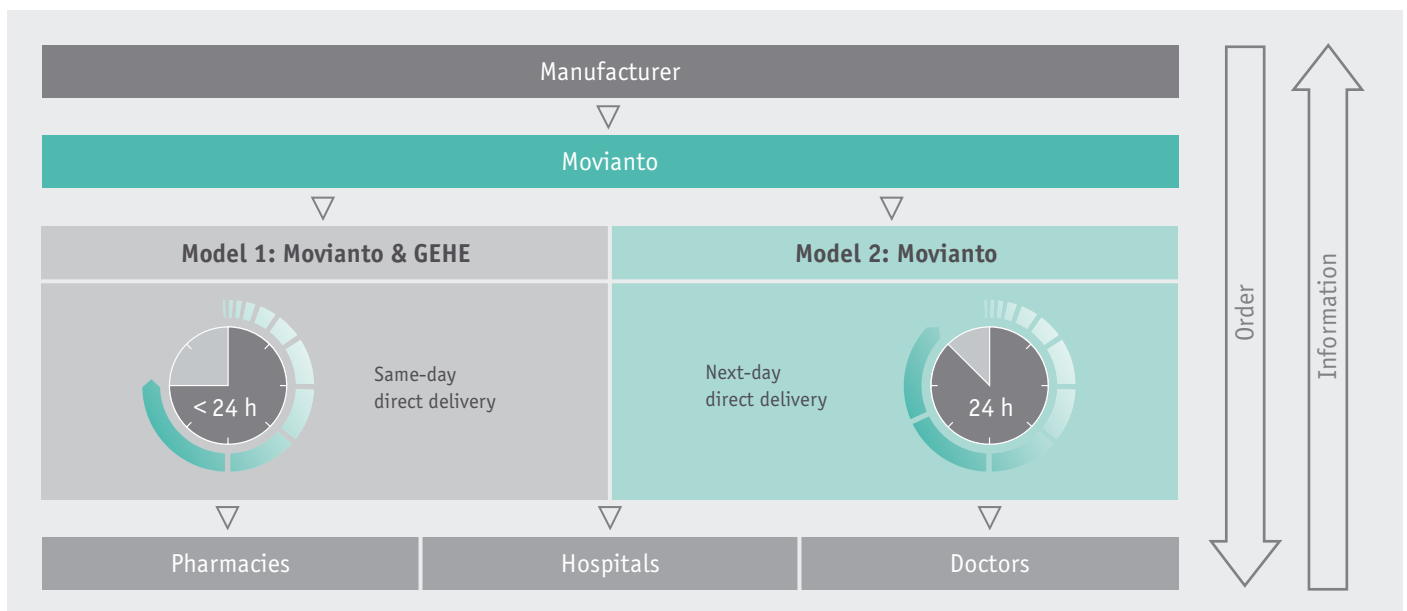 Manufacturer
Movianto
Model 1: Movianto & GEHE
Model 2: Movianto
< 24 h
Same-day
direct delivery
Next-day
direct delivery
24 h
Pharmacies
Hospitals
Doctors
Order
Information